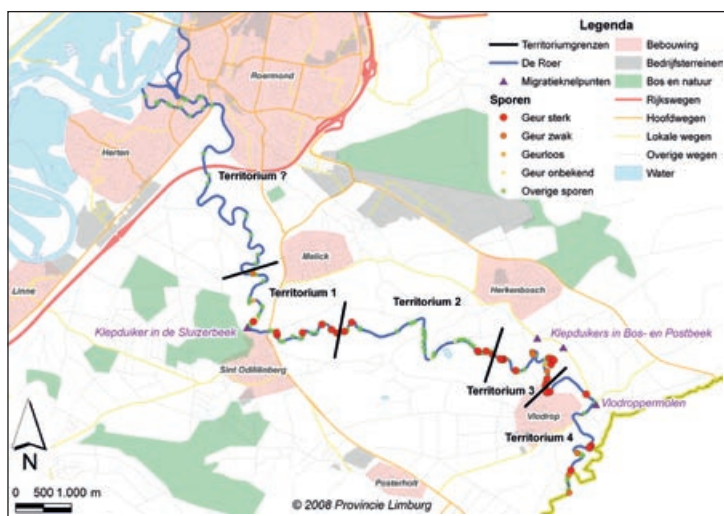 Legenda
Territoriumgrenzen
De Roer
Migratieknelpunten
Sporen
Geur sterk
Geur zwak
Geurloos
Geur onbekend
Overige sporen
Bebouwing
Bedrijfsterreinen
Bos en natuur
Rijkswegen
Hoofdwegen
Lokale wegen
Overige wegen
Water
Roermond
Herten
Territorium ?
Melick
Linne
Territorium 1
Territorium 2
Herkenbosch
Klepduiker in de Sluizerbeek
Klepduikers in Bos- en Postbeek
Sint Odiliënberg
Territorium 3
Vlodroppermolen
Vlodrop
Territorium 4
Posterholt
N
0 500 1.000 m
© 2008 Provincie Limburg